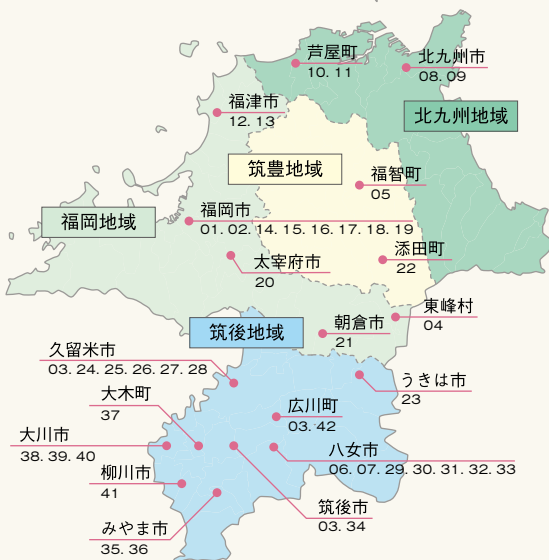 芦屋町
10. 11
北九州市
08. 09
福津市
12. 13
北九州地域
筑豊地域
福智町
05
福岡地域
福岡市
01. 02. 14. 15. 16. 17. 18. 19
添田町
22
太宰府市
20
東峰村
04
朝倉市
21
筑後地域
久留米市
03. 24. 25. 26. 27. 28
うきは市
23
大木町
37
広川町
03. 42
大川市
38. 39. 40
八女市
06. 07. 29. 30. 31. 32. 33
柳川市
41
筑後市
03. 34
みやま市
35. 36